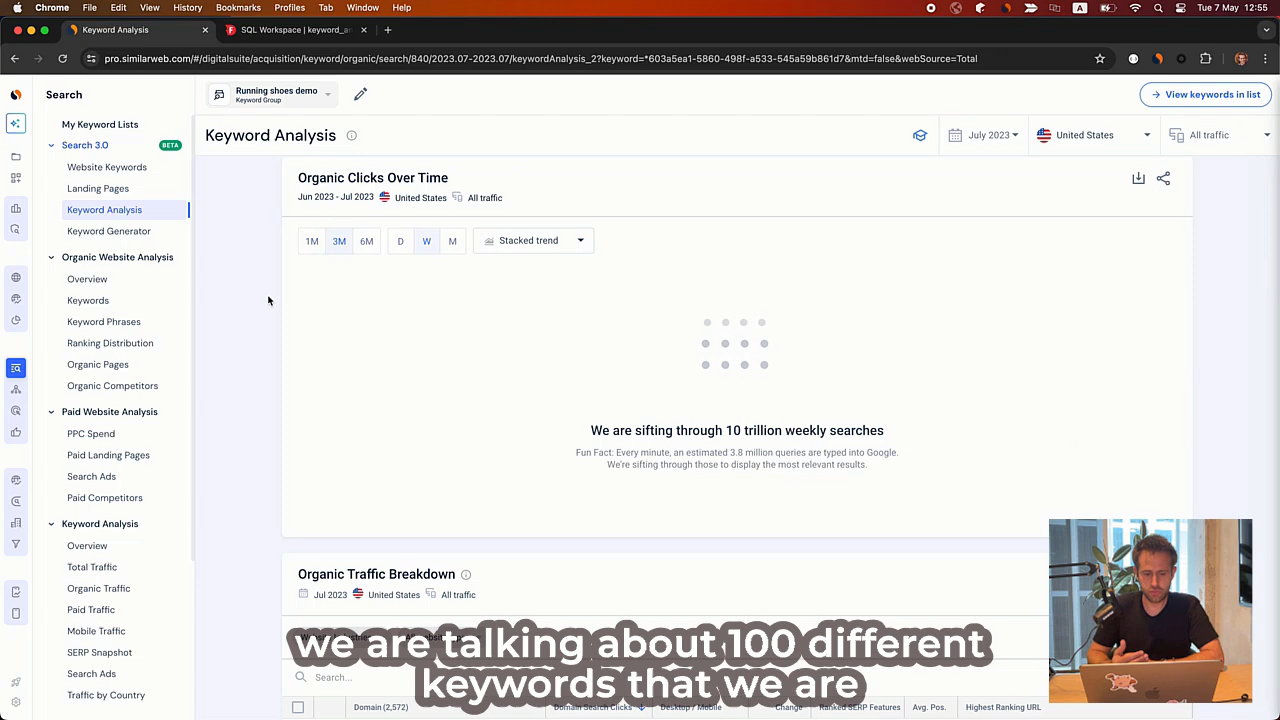 Chrome File Edit View History Bookmarks Profiles Tab Window Help
A
Tue 7 May 12:55
Keyword Analysis
SQL Workspace | keyword_ar
pro.similarweb.com/#/digitalsuite/acquisition/keyword/organic/search/840/2023.07-2023.07/keywordAnalysis_2?keyword=*603a5ea1-5860-498f-a533-545a59b861d7&mtd=false&webSource=Total
Search
My Keyword Lists
Search 3.0
BETA
Website Keywords
Landing Pages
Keyword Analysis
Keyword Generator
Organic Website Analysis
Overview
Keywords
Keyword Phrases
Ranking Distribution
Organic Pages
Organic Competitors
Paid Website Analysis
PPC Spend
Paid Landing Pages
Search Ads
Paid Competitors
Keyword Analysis
Overview
Total Traffic
Organic Traffic
Paid Traffic
Mobile Traffic
SERP Snapshot
Search Ads
Traffic by Country
Running shoes demo
Keyword Group
View keywords in list
Keyword Analysis
July 2023
United States
All traffic
Organic Clicks Over Time
Jun 2023 - Jul 2023 United States All traffic
1M 3M 6M D W M Stacked trend
We are sifting through 10 trillion weekly searches
Fun Fact: Every minute, an estimated 3.8 million queries are typed into Google.
We're sifting through those to display the most relevant results.
Organic Traffic Breakdown
Jul 2023 United States All traffic
we are talking about 100 different
keywords that we are
Search...
Domain (2,572) Domain Search Clicks Desktop / Mobile Change Ranked SERP Features Avg. Pos. Highest Ranking URL